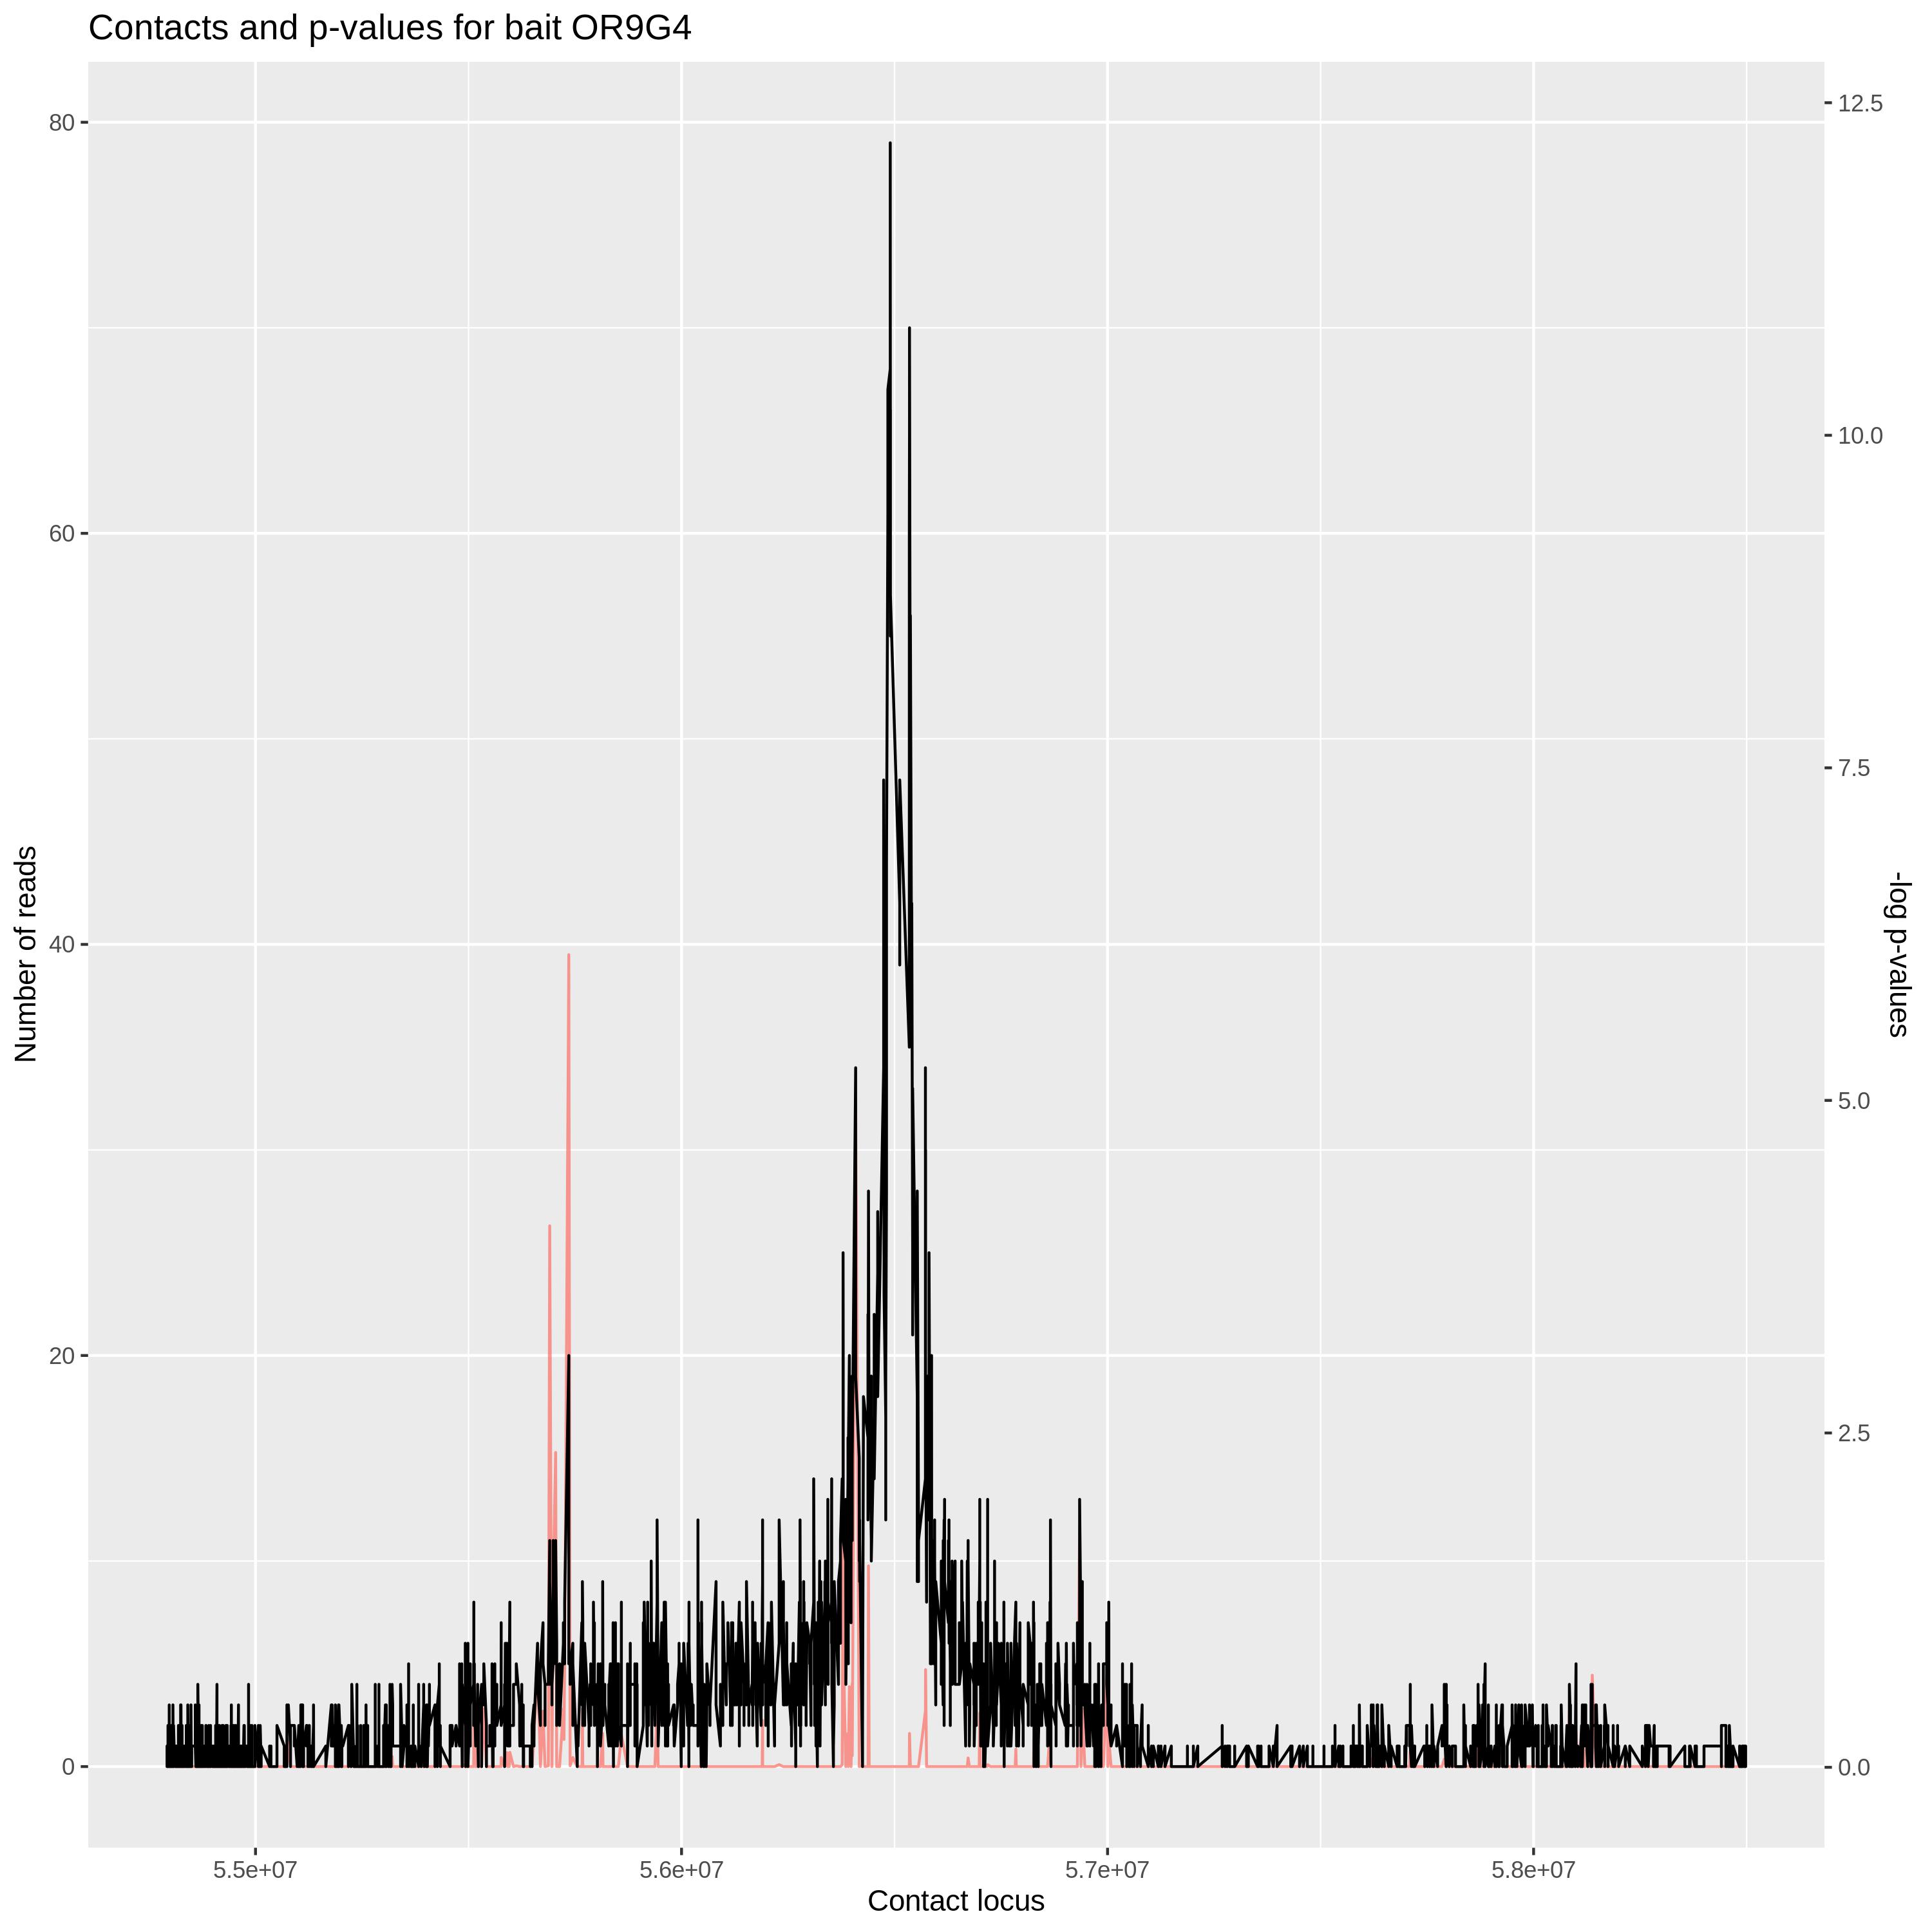 Contacts and p-values for bait OR9G4
80
60
40
20
0
Number of reads
12.5
10.0
7.5
5.0
2.5
0.0
-log p-values
5.5e+07
5.6e+07
5.7e+07
5.8e+07
Contact locus